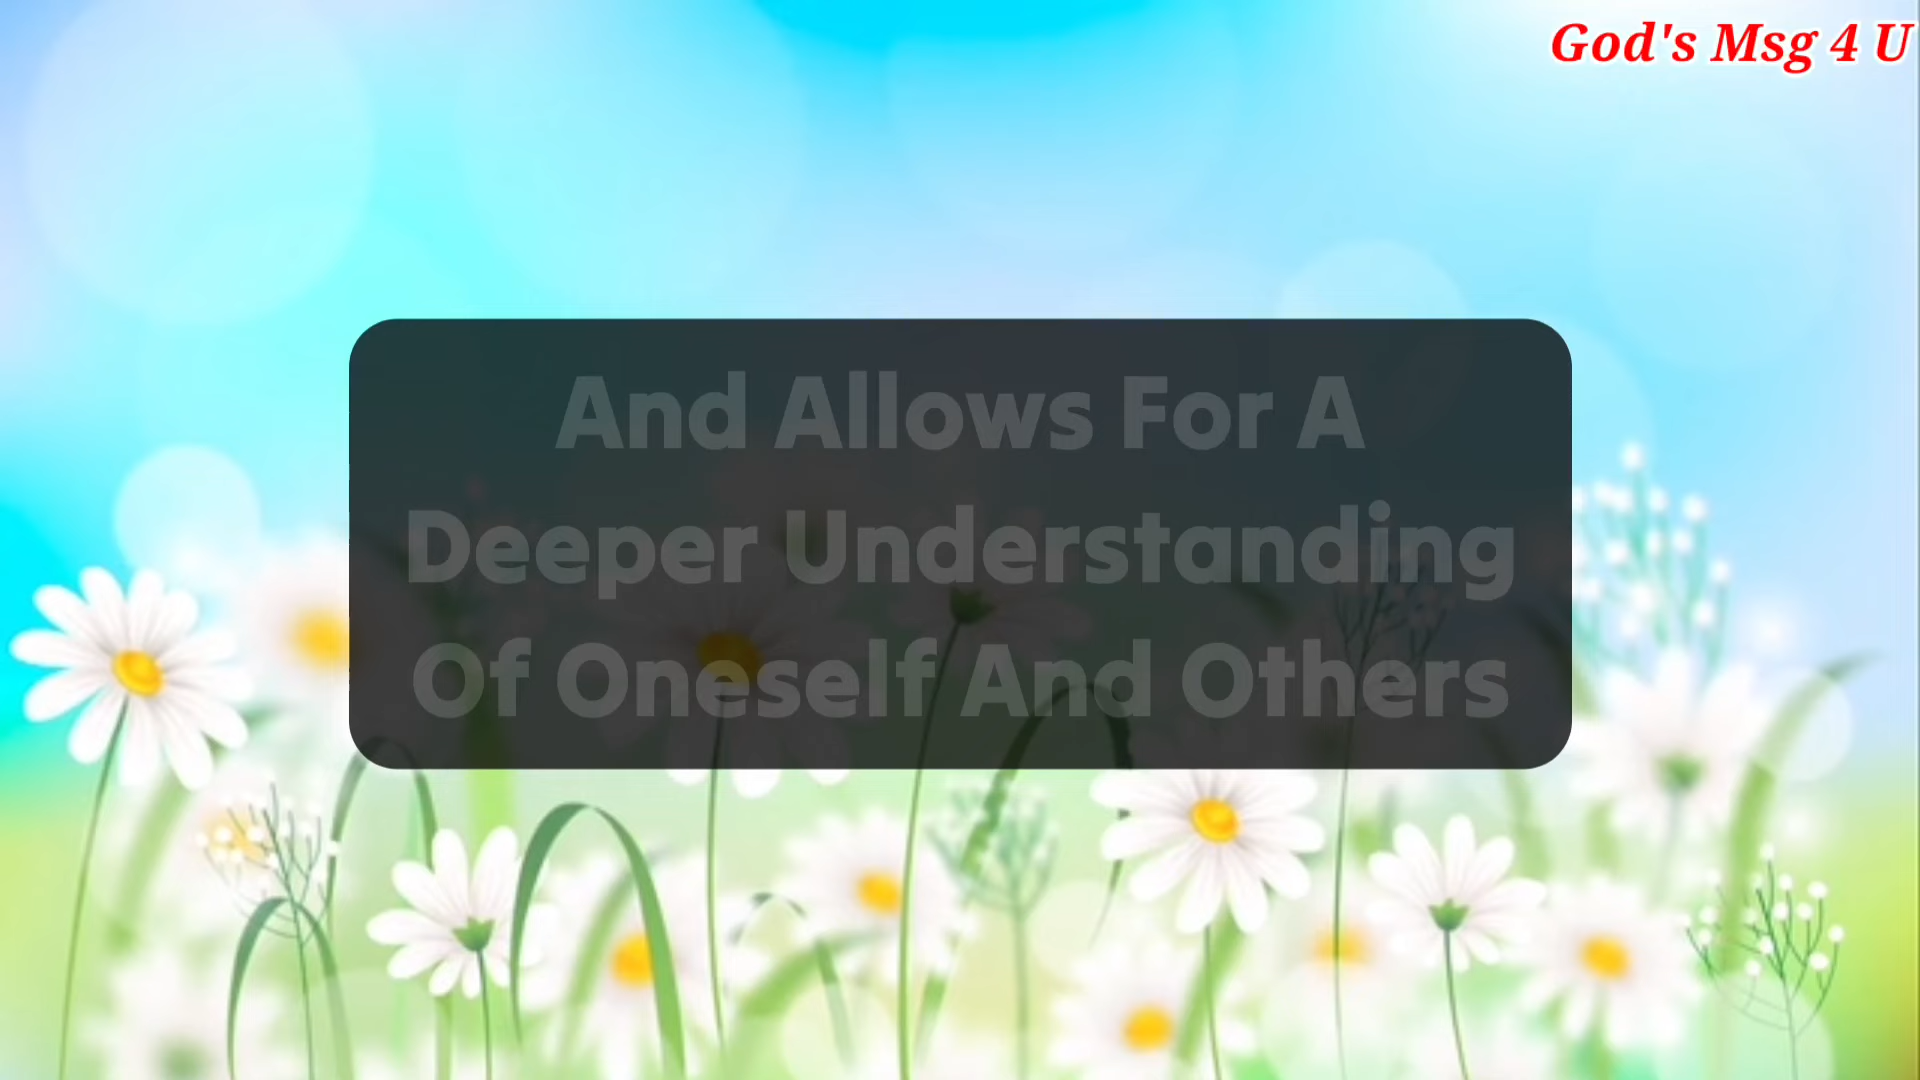 God's Msg 4 U
And Allows For A
Deeper Understanding
Of Oneself And Others